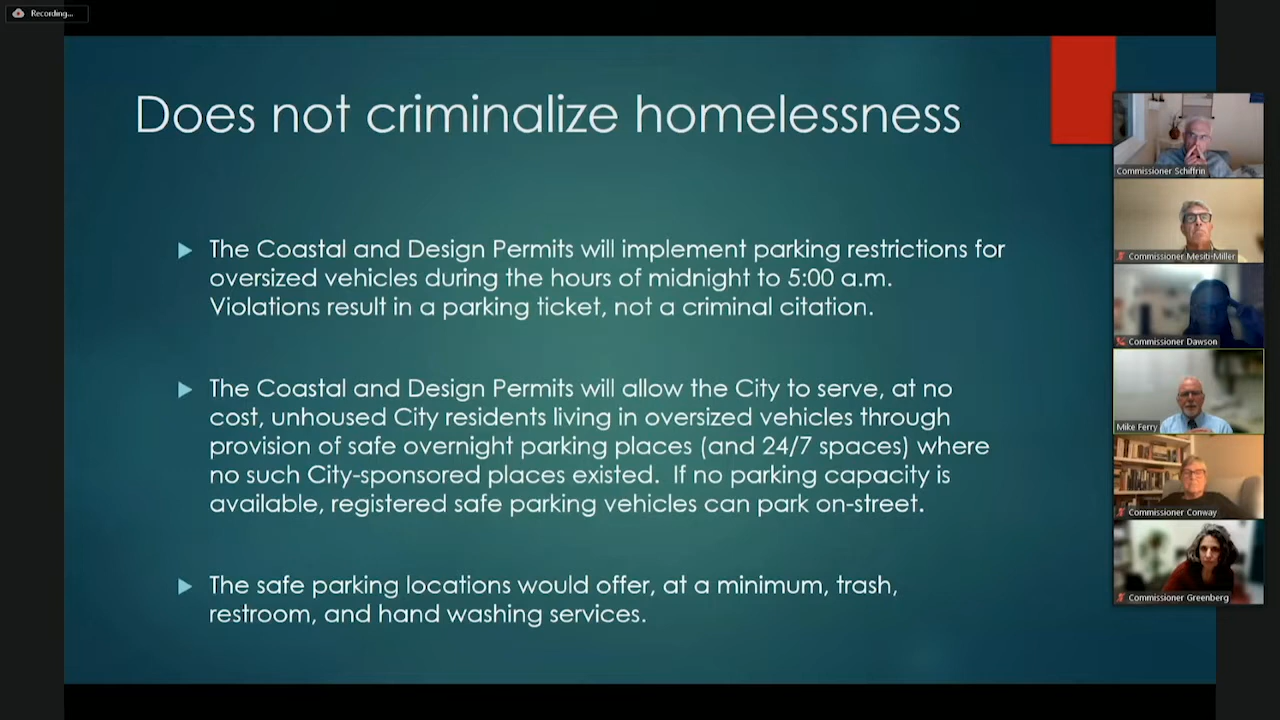 Recording...
Does not criminalize homelessness
The Coastal and Design Permits will implement parking restrictions for
oversized vehicles during the hours of midnight to 5:00 a.m.
Violations result in a parking ticket, not a criminal citation.
The Coastal and Design Permits will allow the City to serve, at no
cost, unhoused City residents living in oversized vehicles through
provision of safe overnight parking places (and 24/7 spaces) where
no such City-sponsored places existed. If no parking capacity is
available, registered safe parking vehicles can park on-street.
The safe parking locations would offer, at a minimum, trash,
restroom, and hand washing services.
Commissioner Schiffrin
Commissioner Mesiti-Miller
Commissioner Dawson
Mike Ferry
Commissioner Conway
Commissioner Greenberg